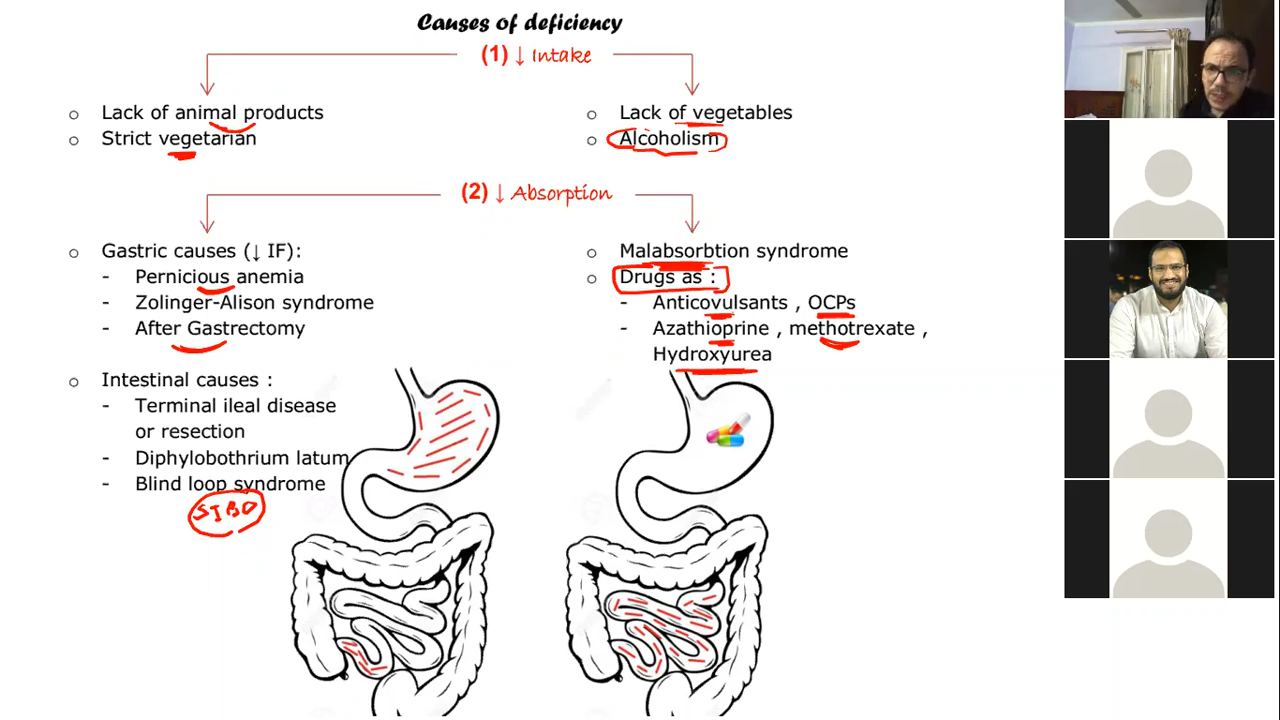 Causes of deficiency
(1) ↓ Intake
o Lack of animal products
o Strict vegetarian
o Lack of vegetables
o Alcoholism
(2) ↓ Absorption
o Gastric causes (↓ IF):
- Pernicious anemia
- Zolinger-Alison syndrome
- After Gastrectomy
o Intestinal causes :
- Terminal ileal disease
or resection
- Diphylobothrium latum
- Blind loop syndrome
SIBO
o Malabsorbtion syndrome
o Drugs as :
- Anticovulsants , OCPs
- Azathioprine , methotrexate ,
Hydroxyurea